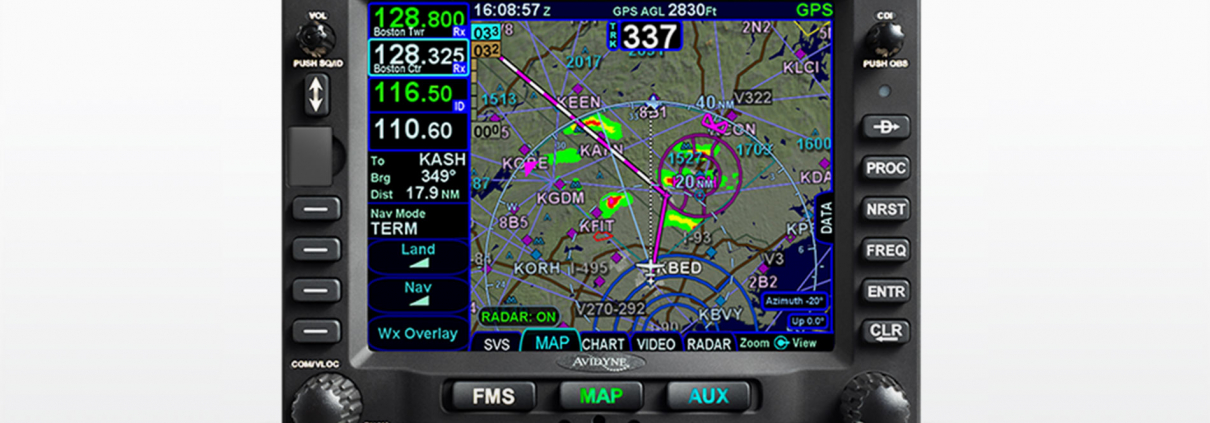 VOL
PUSH SQ/ID
COM/VLOC
128.800
Boston Twr Rx
128.325
Boston Ctr Rx
116.50 ID
110.60
To KASH
Brg 349°
Dist 17.9 NM
Nav Mode
TERM
Land
Nav
Wx Overlay
16:08:57 Z GPS AGL 2830Ft GPS
TRK 337
033
032
2N2
2017
KLCI
1513
KEEN
831
40 NM
V322
KCON
1703
1600
KAFN
1527
20 NM
KDA
87
KGDM
8B5
KFIT
I-93
KP
KORH
I-495
KBED
V3
2B2
V270-292
KBVY
DATA
Azimuth -20°
Up 0.0°
RADAR: ON
SVS MAP CHART VIDEO RADAR Zoom View
AVIDYNE
FMS MAP AUX
CDI
PUSH OBS
D
PROC
NRST
FREQ
ENTR
CLR